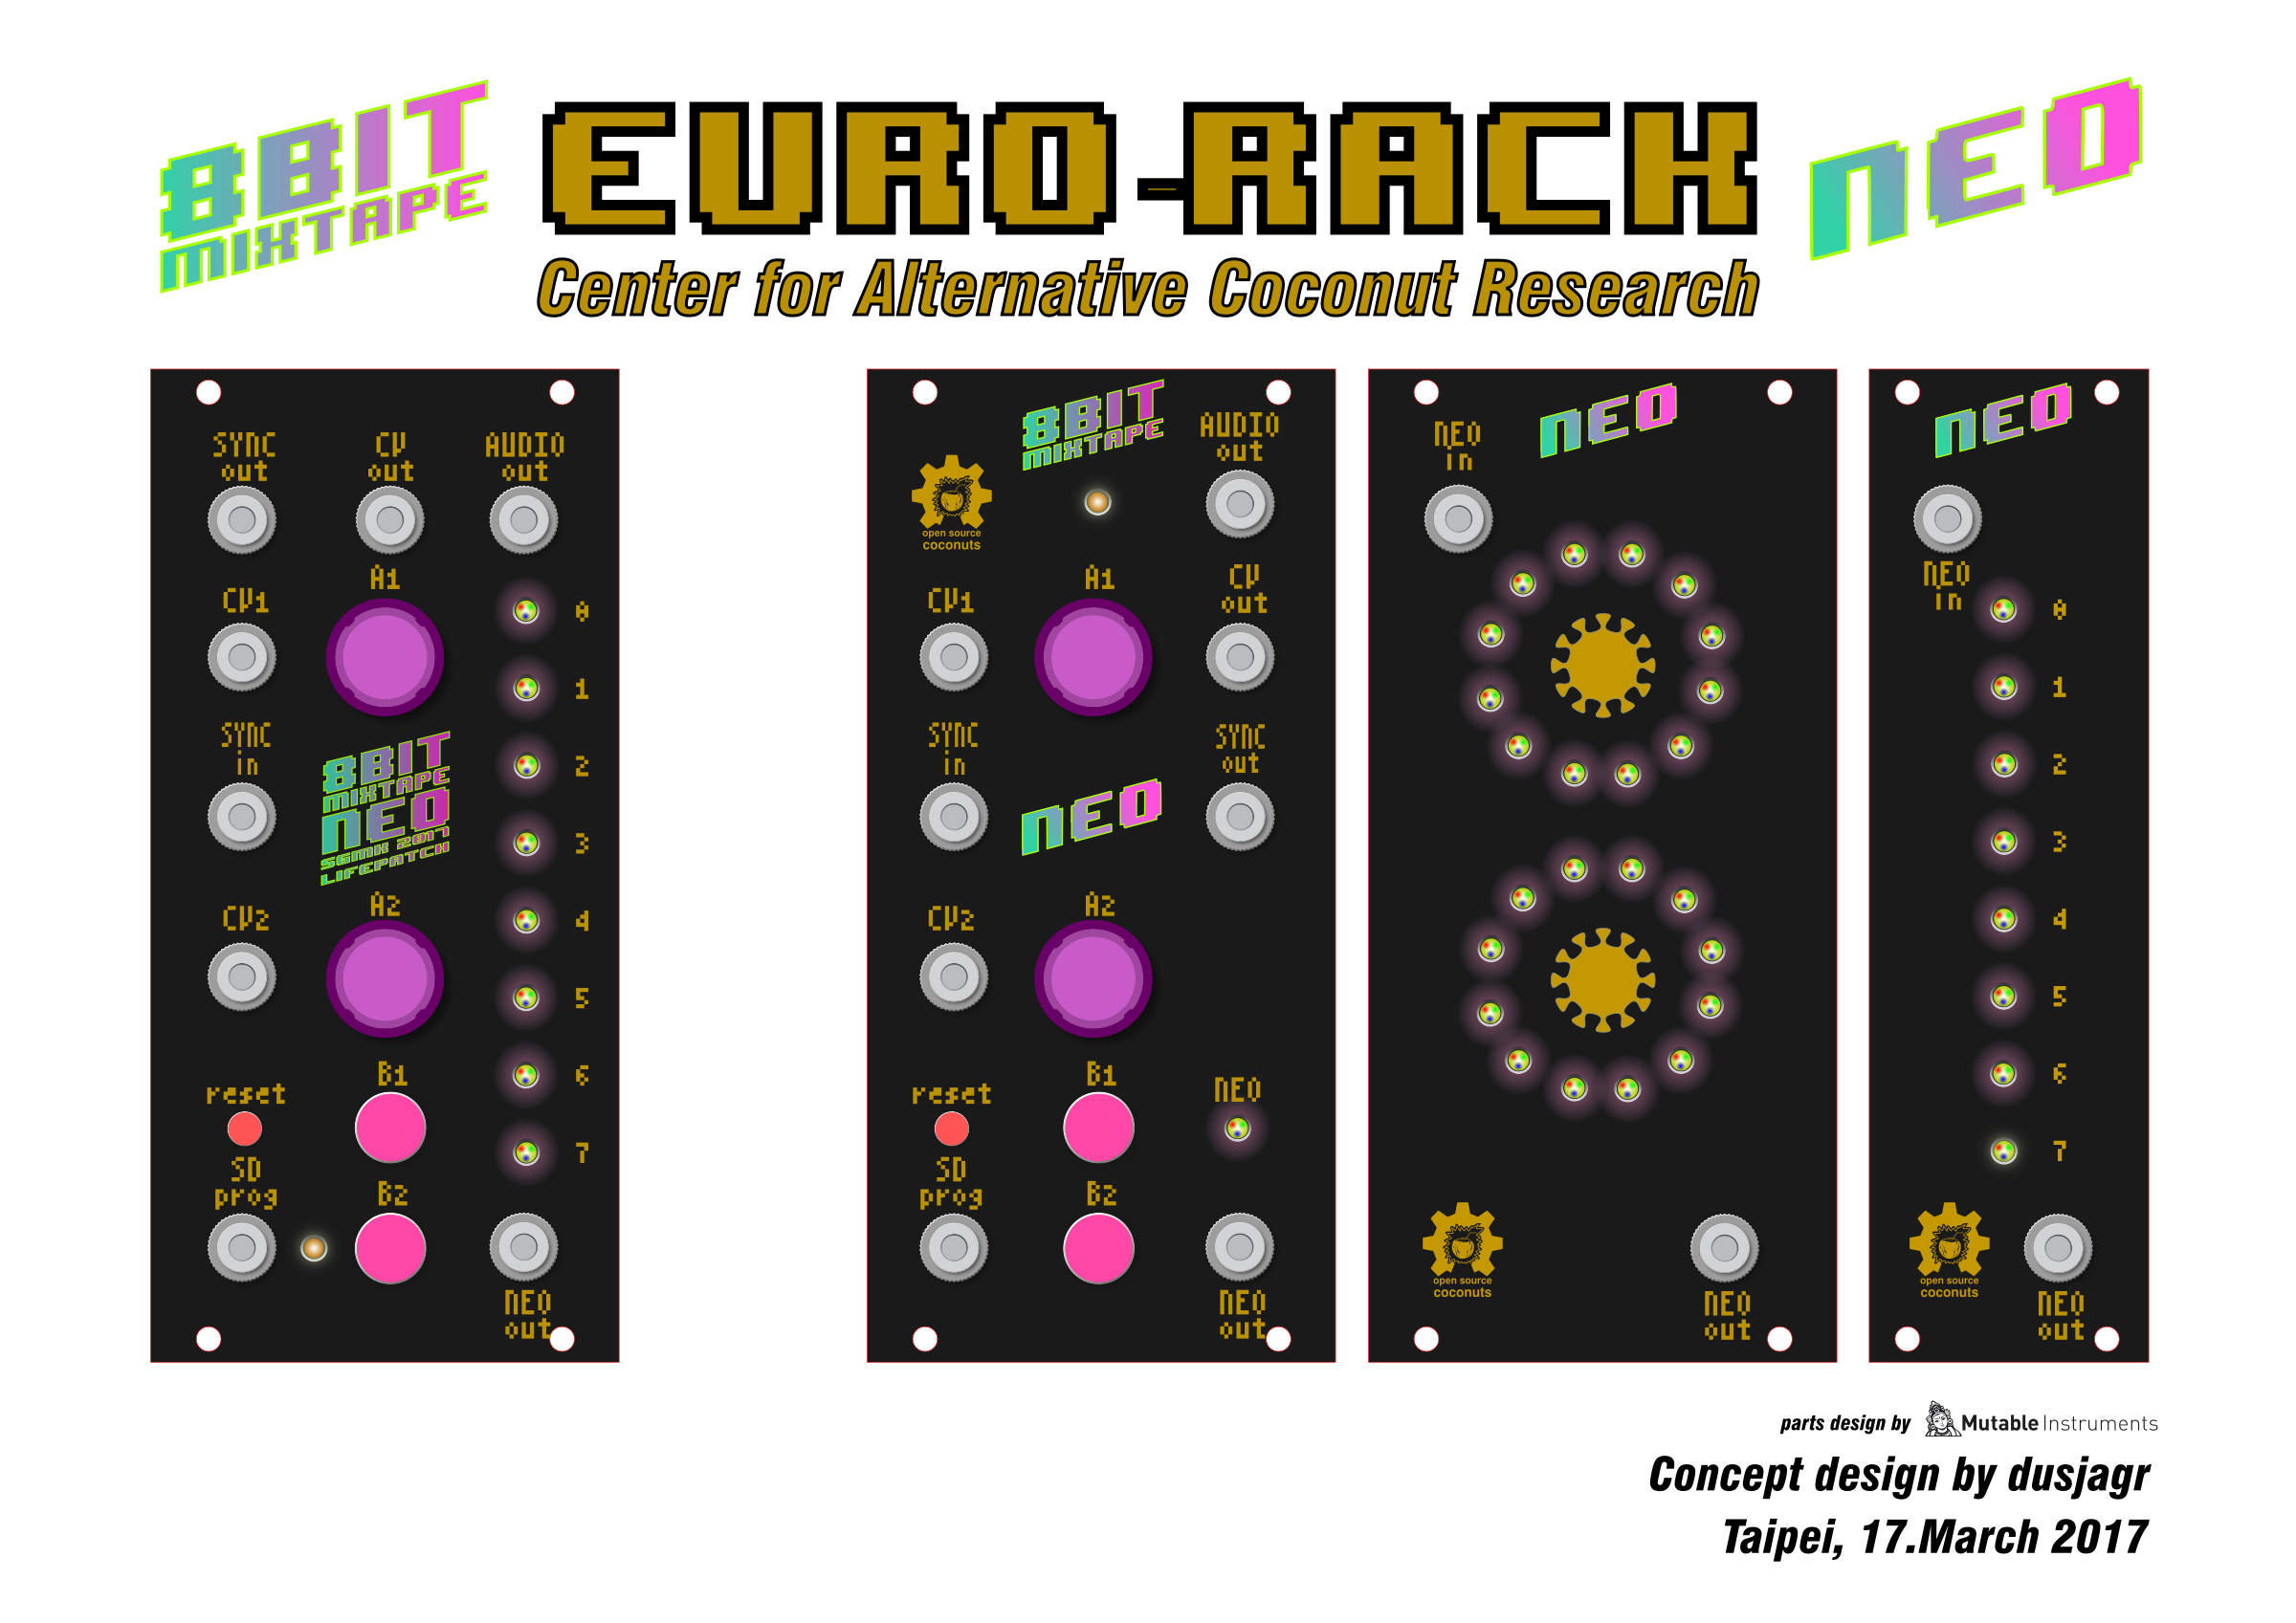 8BIT
MIXTAPE
EURO-RACK
NEO
Center for Alternative Coconut Research
SYNC
out
CV
out
AUDIO
out
CV1
A1
0
1
SYNC
in
2
8BIT
MIXTAPE
NEO
SGMK 2017
LIFEPATCH
3
CV2
A2
4
5
6
reset
B1
7
SD
prog
B2
NEO
out
8BIT
MIXTAPE
AUDIO
out
open source
coconuts
CV1
A1
CV
out
SYNC
in
NEO
SYNC
out
CV2
A2
reset
B1
NEO
SD
prog
B2
NEO
out
NEO
NEO
in
open source
coconuts
NEO
out
NEO
NEO
in
0
1
2
3
4
5
6
7
open source
coconuts
NEO
out
parts design by Mutable Instruments
Concept design by dusjagr
Taipei, 17.March 2017